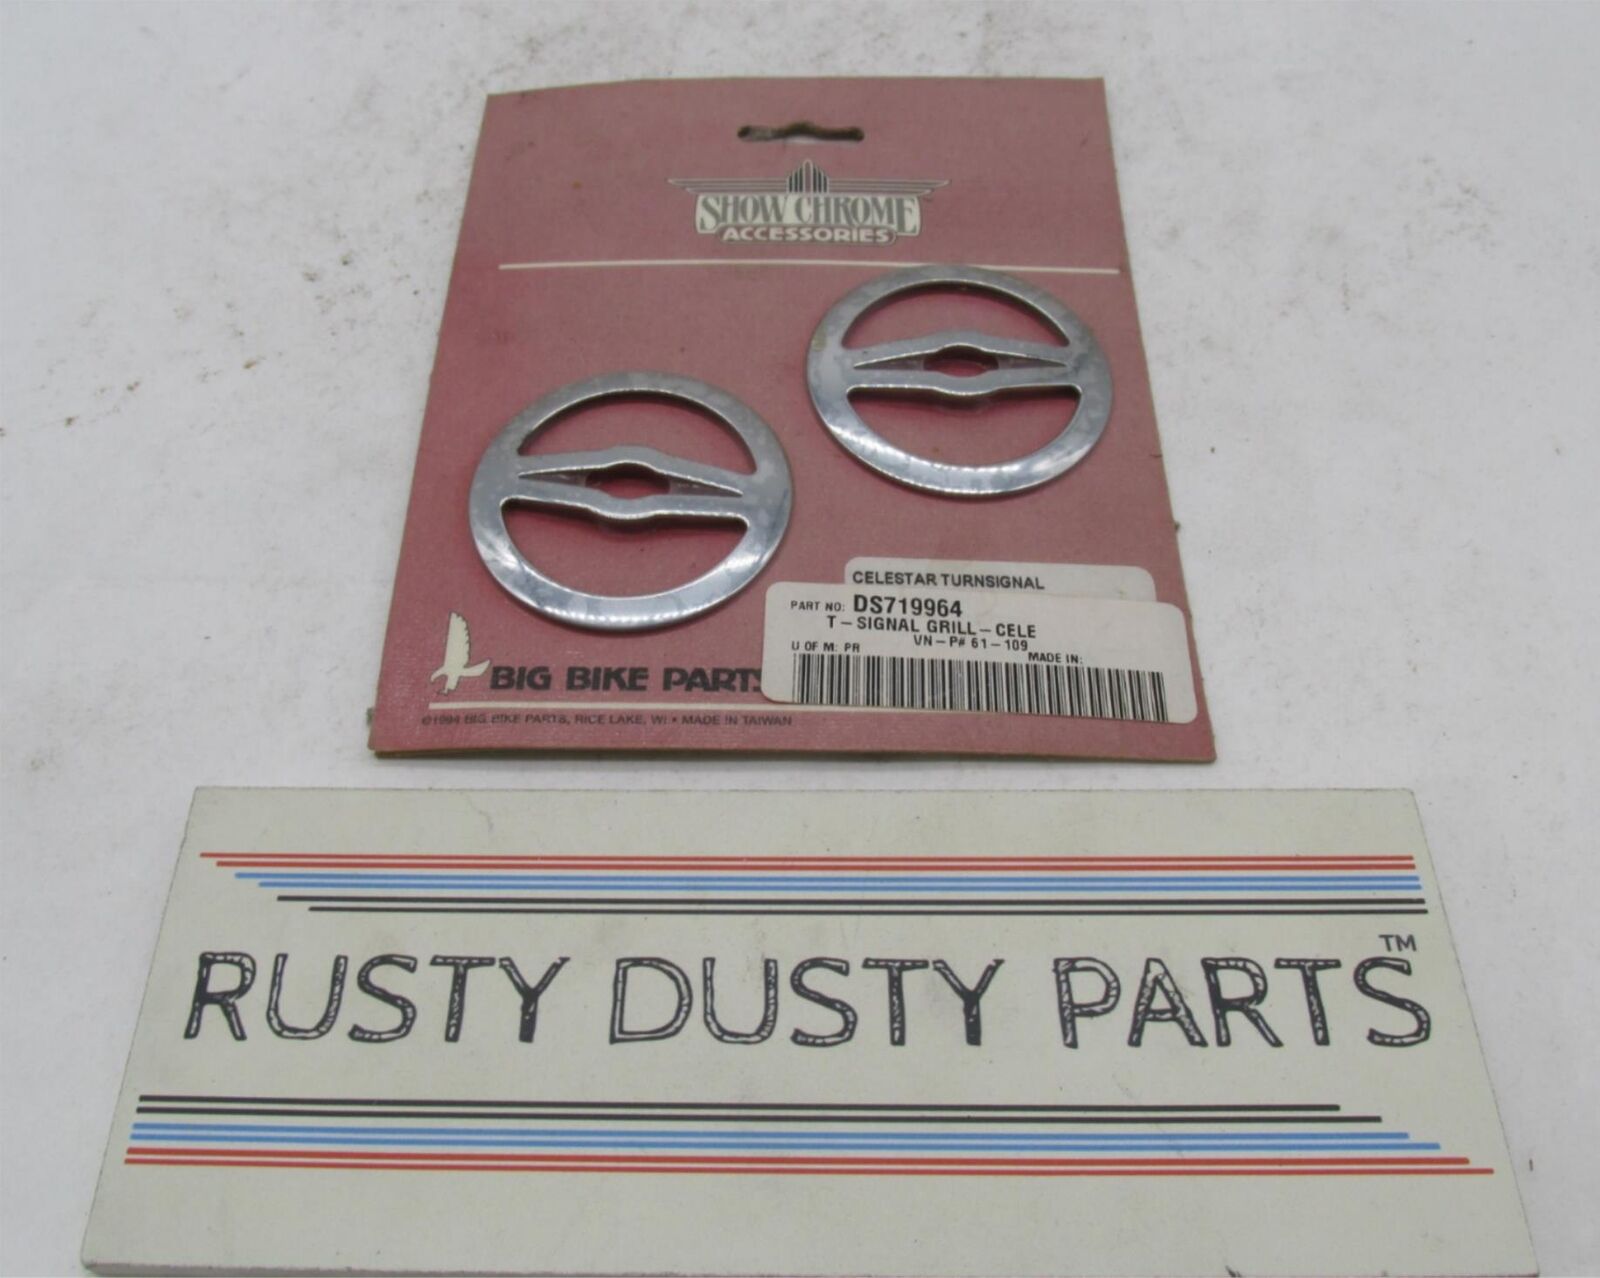 SHOW CHROME
ACCESSORIES
CELESTAR TURNSIGNAL
PART NO: DS719964
T-SIGNAL GRILL-CELE
VN-P# 61-109
U OF M: PR
MADE IN:
BIG BIKE PARTS
©1994 BIG BIKE PARTS, RICE LAKE, WI • MADE IN TAIWAN
RUSTY DUSTY PARTS™